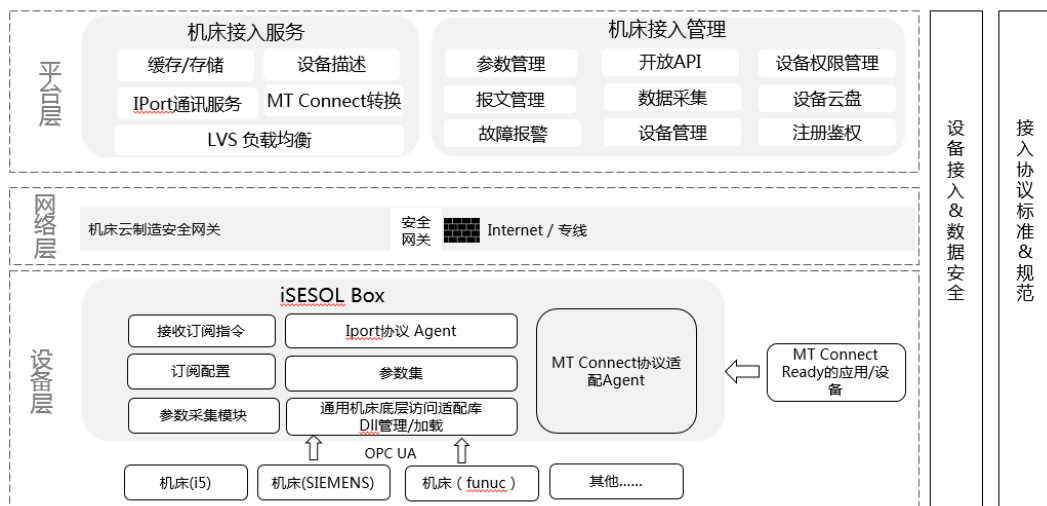 平台层
机床接入服务
缓存/存储
设备描述
IPort通讯服务
MT Connect转换
LVS 负载均衡
机床接入管理
参数管理
开放API
设备权限管理
报文管理
数据采集
设备云盘
故障报警
设备管理
注册鉴权
网络层
机床云制造安全网关
安全
网关
Internet / 专线
设备层
iSESOL Box
接收订阅指令
Iport协议 Agent
订阅配置
参数集
参数采集模块
通用机床底层访问适配库
Dll管理/加载
MT Connect协议适
配Agent
MT Connect
Ready的应用/设
备
OPC UA
机床(i5)
机床(SIEMENS)
机床（funuc）
其他......
设备接入&数据安全
接入协议标准&规范